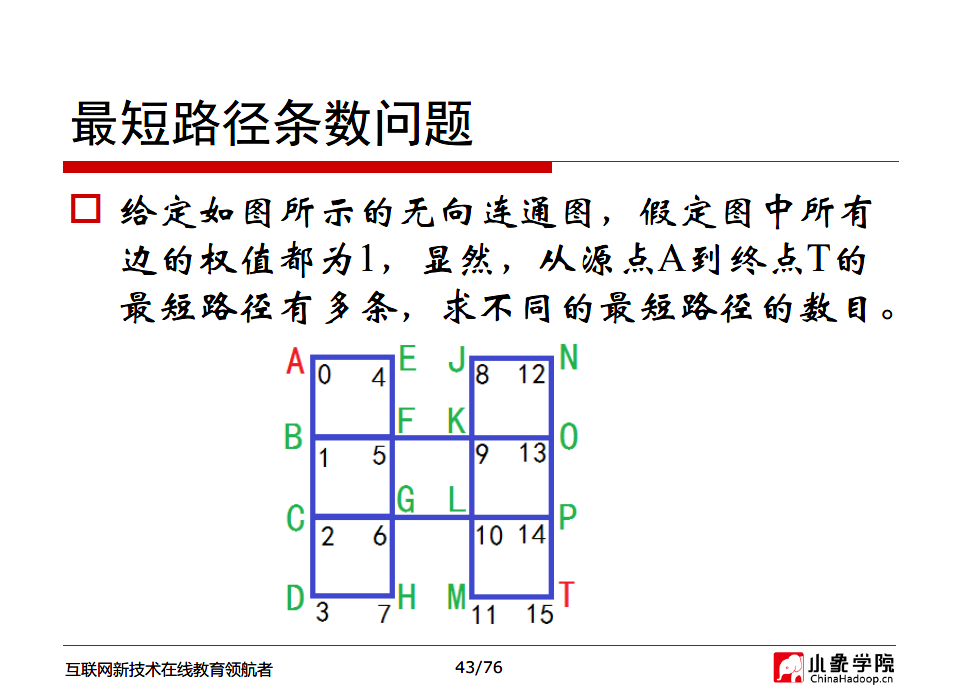 最短路径条数问题
给定如图所示的无向连通图，假定图中所有
边的权值都为1，显然，从源点A到终点T的
最短路径有多条，求不同的最短路径的数目。
A E J N
0 4 8 12
B F K O
1 5 9 13
C G L P
2 6 10 14
D H M T
3 7 11 15
互联网新技术在线教育领航者
43/76
小象学院
ChinaHadoop.cn